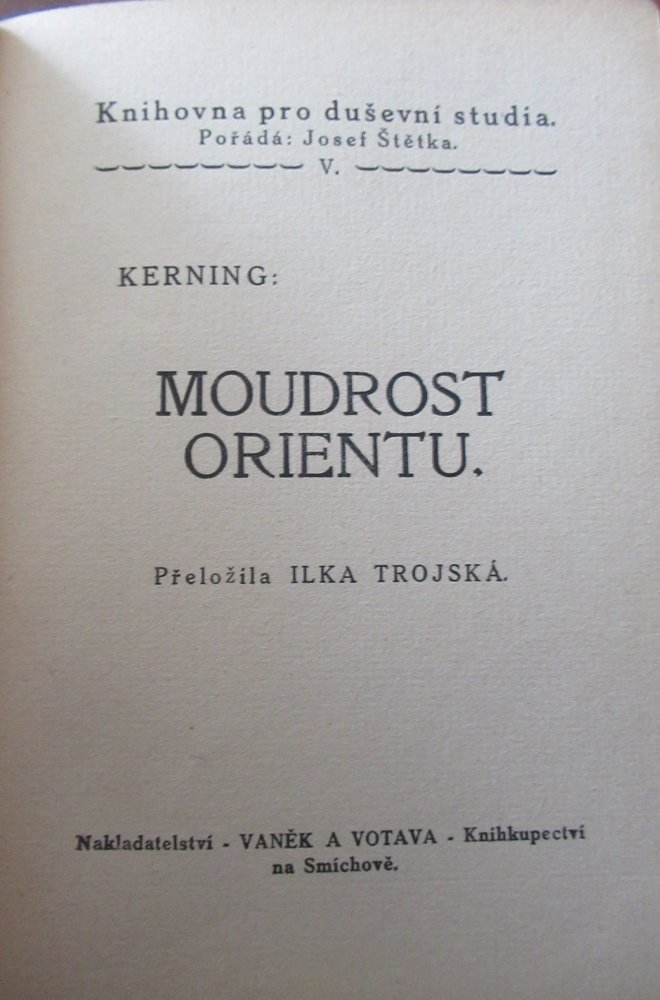 Knihovna pro duševní studia.
Pořádá: Josef Štětka.
V.
KERNING:
MOUDROST
ORIENTU.
Přeložila ILKA TROJSKÁ.
Nakladatelství - VANĚK A VOTAVA - Knihkupectví
na Smíchově.